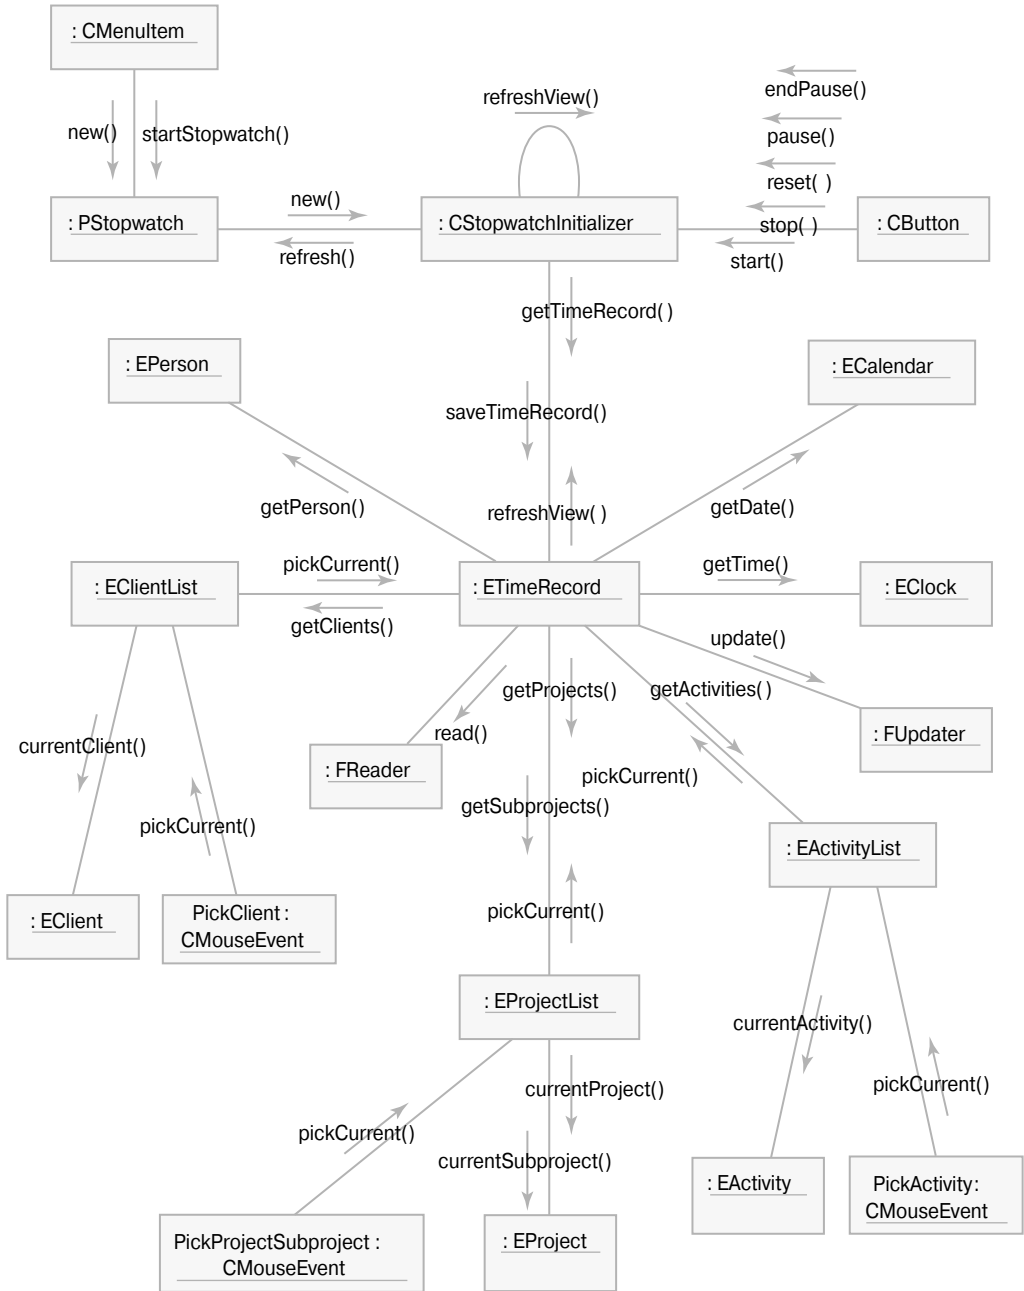 : CMenuItem
endPause()
refreshView()
new()
startStopwatch()
pause()
reset( )
new()
: PStopwatch
: CStopwatchInitializer
stop( )
: CButton
refresh()
start()
getTimeRecord( )
: EPerson
: ECalendar
saveTimeRecord()
getPerson()
refreshView( )
getDate()
pickCurrent()
getTime()
: EClientList
: ETimeRecord
: EClock
getClients()
update()
getProjects()
getActivities( )
currentClient()
read()
: FUpdater
: FReader
pickCurrent()
getSubprojects()
pickCurrent()
: EActivityList
pickCurrent()
: EClient
PickClient :
CMouseEvent
: EProjectList
currentActivity()
pickCurrent()
currentProject()
pickCurrent()
currentSubproject()
: EActivity
PickActivity:
CMouseEvent
PickProjectSubproject :
CMouseEvent
: EProject